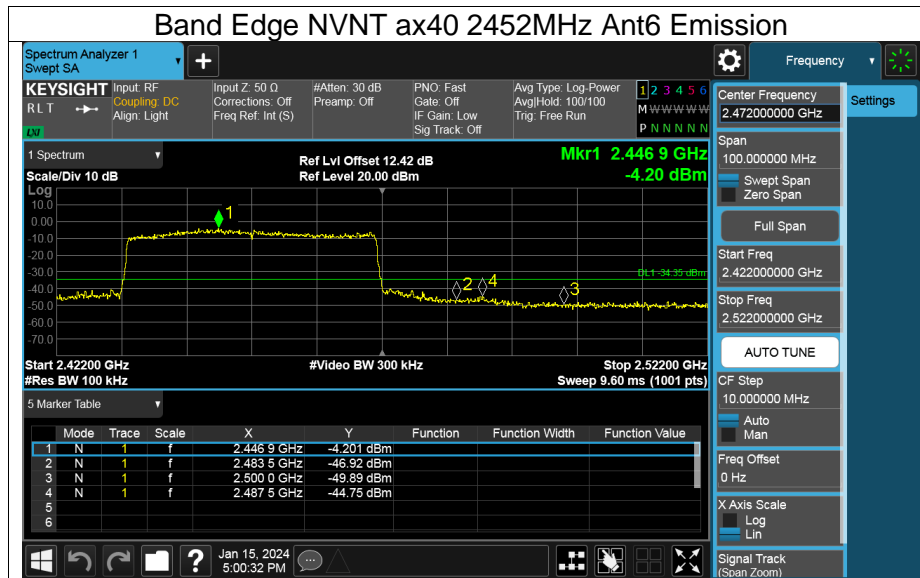 Band Edge NVNT ax40 2452MHz Ant6 Emission
Spectrum Analyzer 1
Swept SA
+
Frequency
KEYSIGHT
R L T
LXI
Input: RF
Coupling: DC
Align: Light
Input Z: 50 Ω
Corrections: Off
Freq Ref: Int (S)
#Atten: 30 dB
Preamp: Off
PNO: Fast
Gate: Off
IF Gain: Low
Sig Track: Off
Avg Type: Log-Power
Avg|Hold: 100/100
Trig: Free Run
1 2 3 4 5 6
M W W W W W
P N N N N N
1 Spectrum
Scale/Div 10 dB
Ref Lvl Offset 12.42 dB
Ref Level 20.00 dBm
Mkr1 2.446 9 GHz
-4.20 dBm
Log
10.0
0.00
-10.0
-20.0
-30.0
-40.0
-50.0
-60.0
-70.0
1
2
4
3
DL1 -34.35 dBm
Start 2.42200 GHz
#Res BW 100 kHz
#Video BW 300 kHz
Stop 2.52200 GHz
Sweep 9.60 ms (1001 pts)
5 Marker Table
Mode Trace Scale X Y Function Function Width Function Value
1 N 1 f 2.446 9 GHz -4.201 dBm
2 N 1 f 2.483 5 GHz -46.92 dBm
3 N 1 f 2.500 0 GHz -49.89 dBm
4 N 1 f 2.487 5 GHz -44.75 dBm
5
6
?
Jan 15, 2024
5:00:32 PM
Center Frequency
2.472000000 GHz
Settings
Span
100.000000 MHz
Swept Span
Zero Span
Full Span
Start Freq
2.422000000 GHz
Stop Freq
2.522000000 GHz
AUTO TUNE
CF Step
10.000000 MHz
Auto
Man
Freq Offset
0 Hz
X Axis Scale
Log
Lin
Signal Track
(Span Zoom)